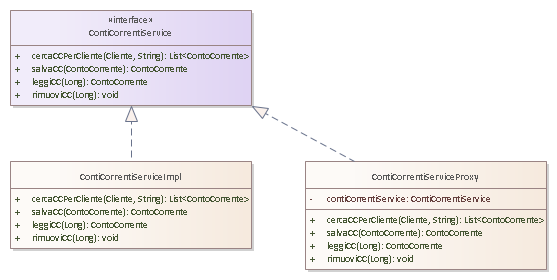 «interface»
ContiCorrentiService
+ cercaCCPerCliente(Cliente, String): List<ContoCorrente>
+ salvaCC(ContoCorrente): ContoCorrente
+ leggiCC(Long): ContoCorrente
+ rimuoviCC(Long): void
ContiCorrentiServiceImpl
+ cercaCCPerCliente(Cliente, String): List<ContoCorrente>
+ salvaCC(ContoCorrente): ContoCorrente
+ leggiCC(Long): ContoCorrente
+ rimuoviCC(Long): void
ContiCorrentiServiceProxy
- contiCorrentiService: ContiCorrentiService
+ cercaCCPerCliente(Cliente, String): List<ContoCorrente>
+ salvaCC(ContoCorrente): ContoCorrente
+ leggiCC(Long): ContoCorrente
+ rimuoviCC(Long): void